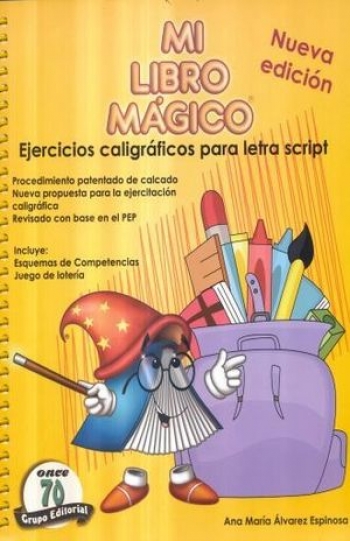 MI
LIBRO
MÁGICO
Nueva
edición
Ejercicios caligráficos para letra script
Procedimiento patentado de calcado
Nueva propuesta para la ejercitación
caligráfica
Revisado con base en el PEP
Incluye:
Esquemas de Competencias
Juego de lotería
once
70
Grupo Editorial
Ana María Álvarez Espinosa